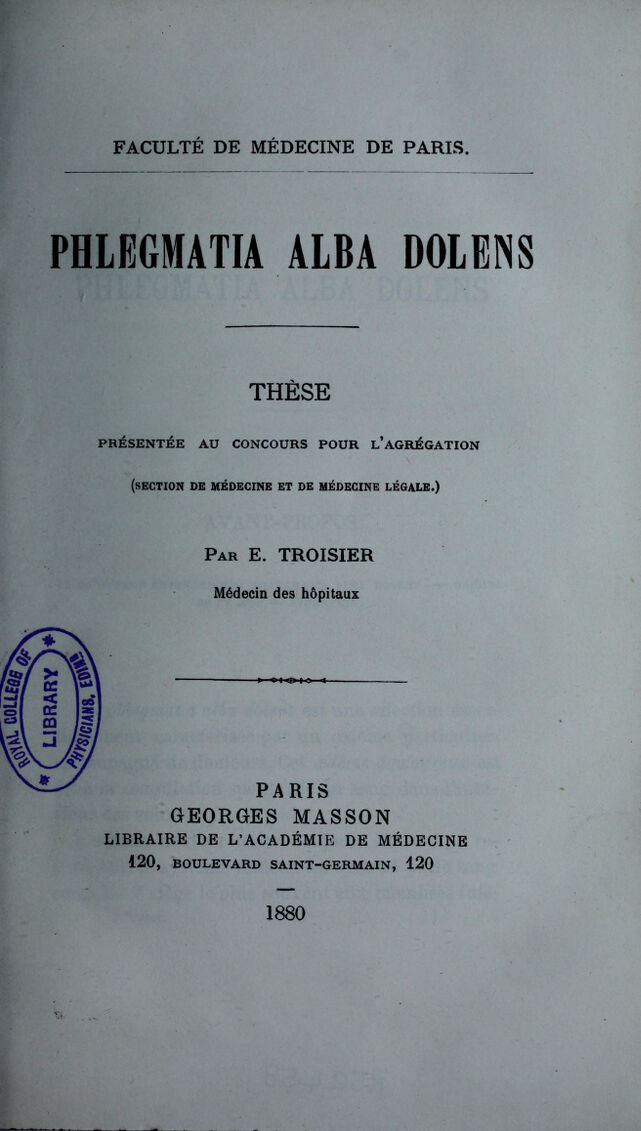 FACULTÉ DE MÉDECINE DE PARIS.
PHLEGMATIA ALBA DOLENS
THÈSE
PRÉSENTÉE AU CONCOURS POUR L'AGRÉGATION
(SECTION DE MÉDECINE ET DE MÉDECINE LÉGALE.)
PAR E. TROISIER
Médecin des hôpitaux
ROYAL COLLEGE OF PHYSICIANS, EDINR
LIBRARY
PARIS
GEORGES MASSON
LIBRAIRE DE L'ACADÉMIE DE MÉDECINE
120, BOULEVARD SAINT-GERMAIN, 120
1880